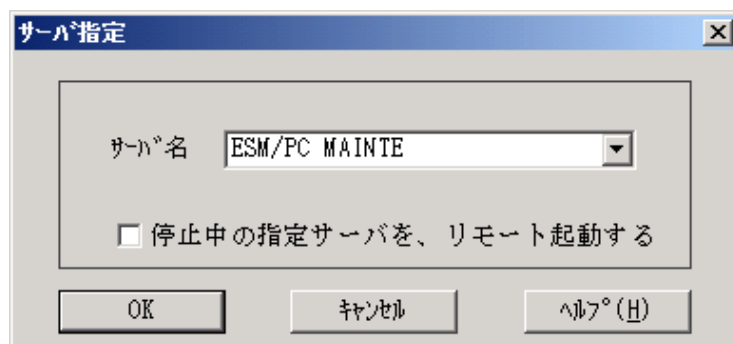 サーバ指定
サーバ名 ESM/PC MAINTE
停止中の指定サーバを、リモート起動する
OK キャンセル ヘルプ(H)